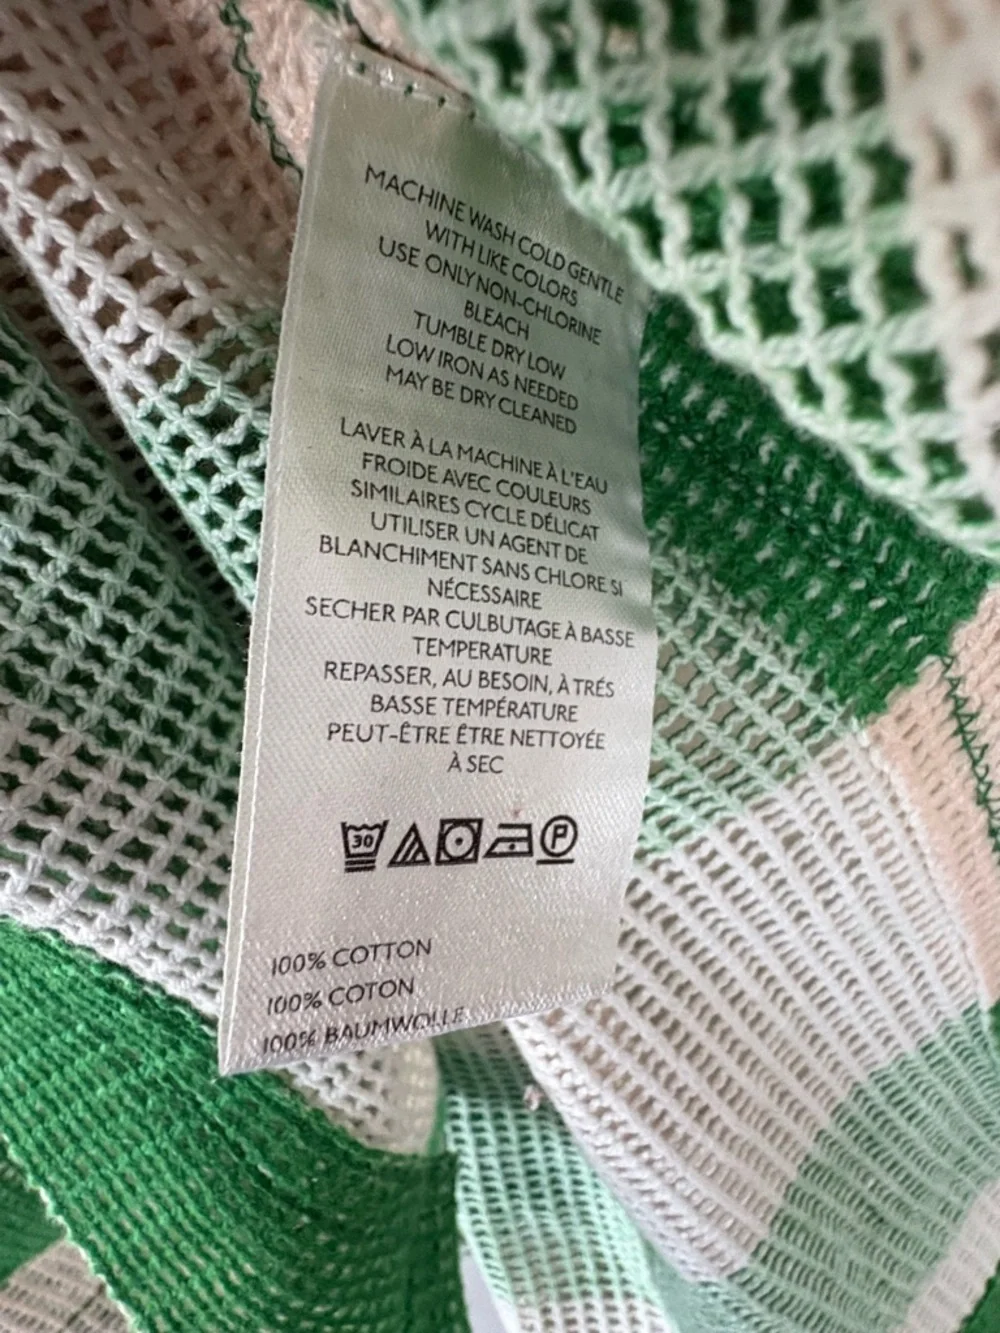 MACHINE WASH COLD GENTLE
WITH LIKE COLORS
USE ONLY NON-CHLORINE
BLEACH
TUMBLE DRY LOW
LOW IRON AS NEEDED
MAY BE DRY CLEANED
LAVER À LA MACHINE À L'EAU
FROIDE AVEC COULEURS
SIMILAIRES CYCLE DÉLICAT
UTILISER UN AGENT DE
BLANCHIMENT SANS CHLORE SI
NÉCESSAIRE
SECHER PAR CULBUTAGE À BASSE
TEMPERATURE
REPASSER, AU BESOIN, À TRÉS
BASSE TEMPÉRATURE
PEUT-ÊTRE ÊTRE NETTOYÉE
À SEC
30 P
100% COTTON
100% COTON
100% BAUMWOLLE